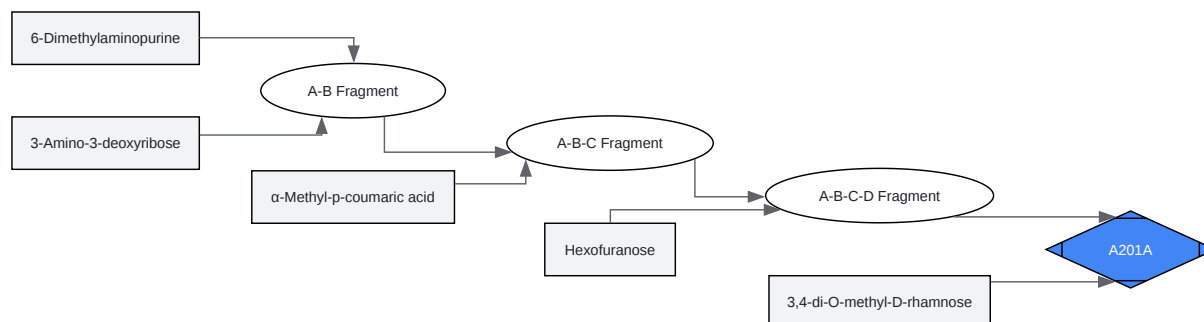 6-Dimethylaminopurine
A-B Fragment
3-Amino-3-deoxyribose
A-B-C Fragment
α-Methyl-p-coumaric acid
A-B-C-D Fragment
Hexofuranose
A201A
3,4-di-O-methyl-D-rhamnose